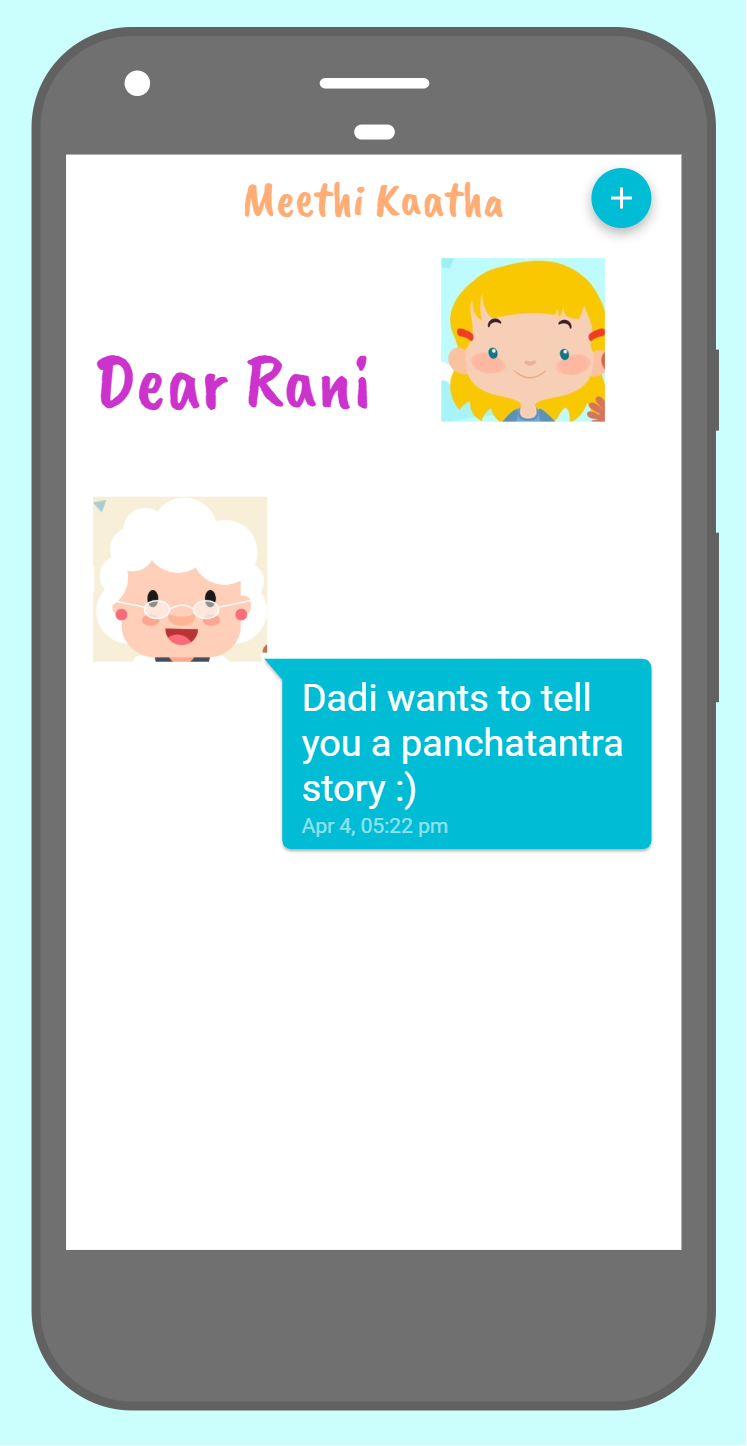 Meethi Kaatha
Dear Rani
Dadi wants to tell
you a panchatantra
story :)
Apr 4, 05:22 pm